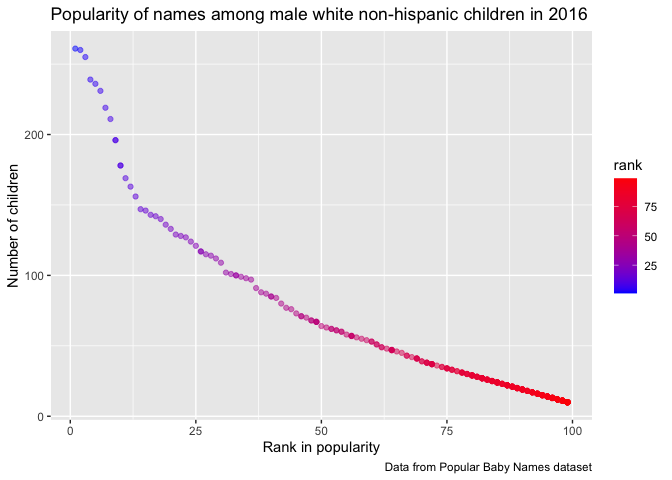 Popularity of names among male white non-hispanic children in 2016
Number of children
200
100
0
0 25 50 75 100
Rank in popularity
Data from Popular Baby Names dataset
rank
75
50
25